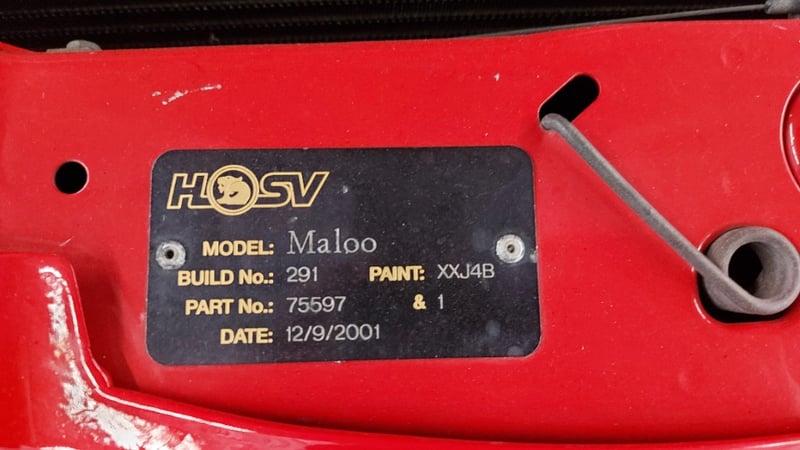 HSV
MODEL: Maloo
BUILD No.: 291 PAINT: XXJ4B
PART No.: 75597 & 1
DATE: 12/9/2001